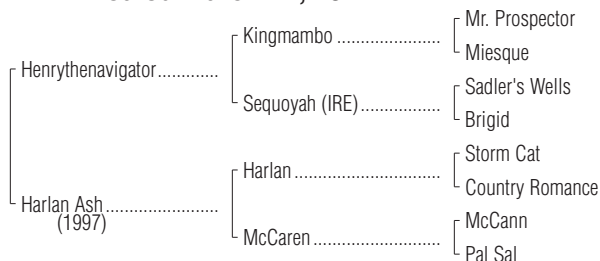 Kingmambo ....................
Mr. Prospector
Miesque
Henrythenavigator.............
Sequoyah (IRE)..................
Sadler's Wells
Brigid
Harlan ...............................
Storm Cat
Country Romance
Harlan Ash........................
(1997)
McCaren ............................
McCann
Pal Sal